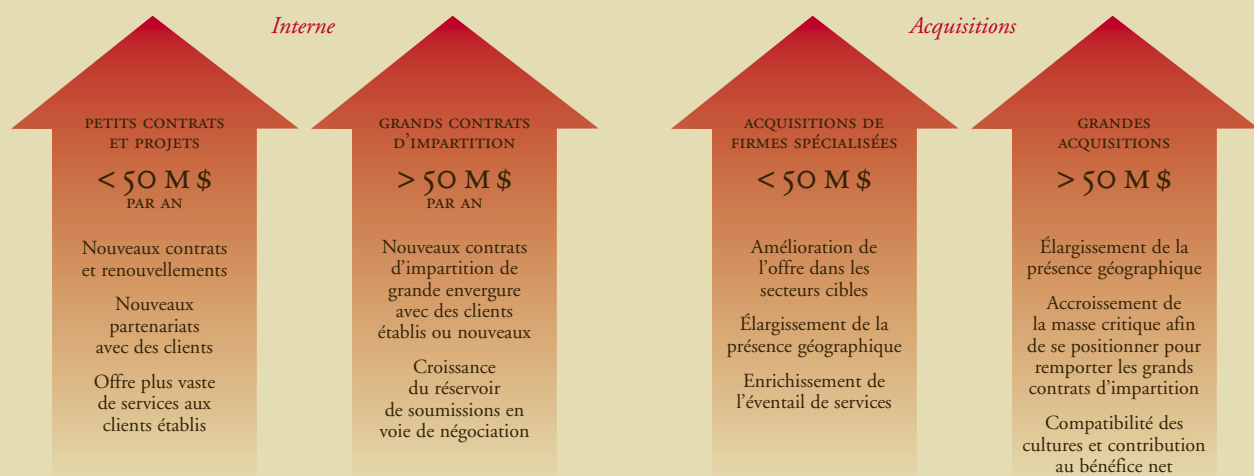 Interne
PETITS CONTRATS
ET PROJETS
< 50 M $
PAR AN
Nouveaux contrats
et renouvellements
Nouveaux
partenariats
avec des clients
Offre plus vaste
de services aux
clients établis
GRANDS CONTRATS
D’IMPARTITION
> 50 M $
PAR AN
Nouveaux contrats
d’impartition de
grande envergure
avec des clients
établis ou nouveaux
Croissance
du réservoir
de soumissions en
voie de négociation
Acquisitions
ACQUISITIONS DE
FIRMES SPÉCIALISÉES
< 50 M $
Amélioration de
l’offre dans les
secteurs cibles
Élargissement de la
présence géographique
Enrichissement de
l’éventail de services
GRANDES
ACQUISITIONS
> 50 M $
Élargissement de la
présence géographique
Accroissement de
la masse critique afin
de se positionner pour
remporter les grands
contrats d’impartition
Compatibilité des
cultures et contribution
au bénéfice net